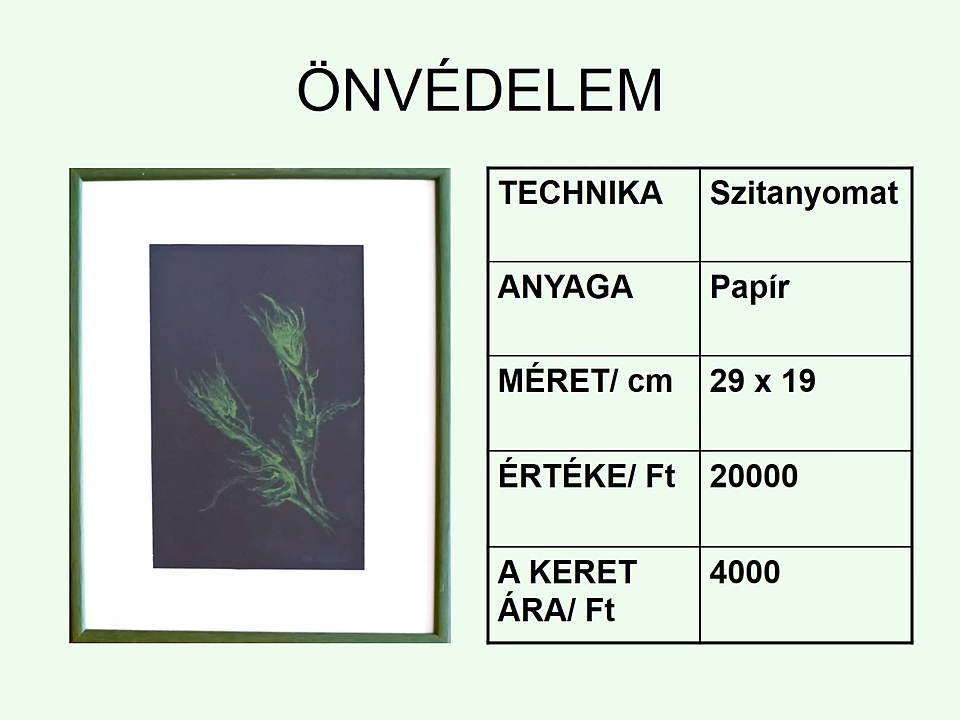 ÖNVÉDELEM
TECHNIKA Szitanyomat
ANYAGA Papír
MÉRET/ cm 29 x 19
ÉRTÉKE/ Ft 20000
A KERET 4000
ÁRA/ Ft